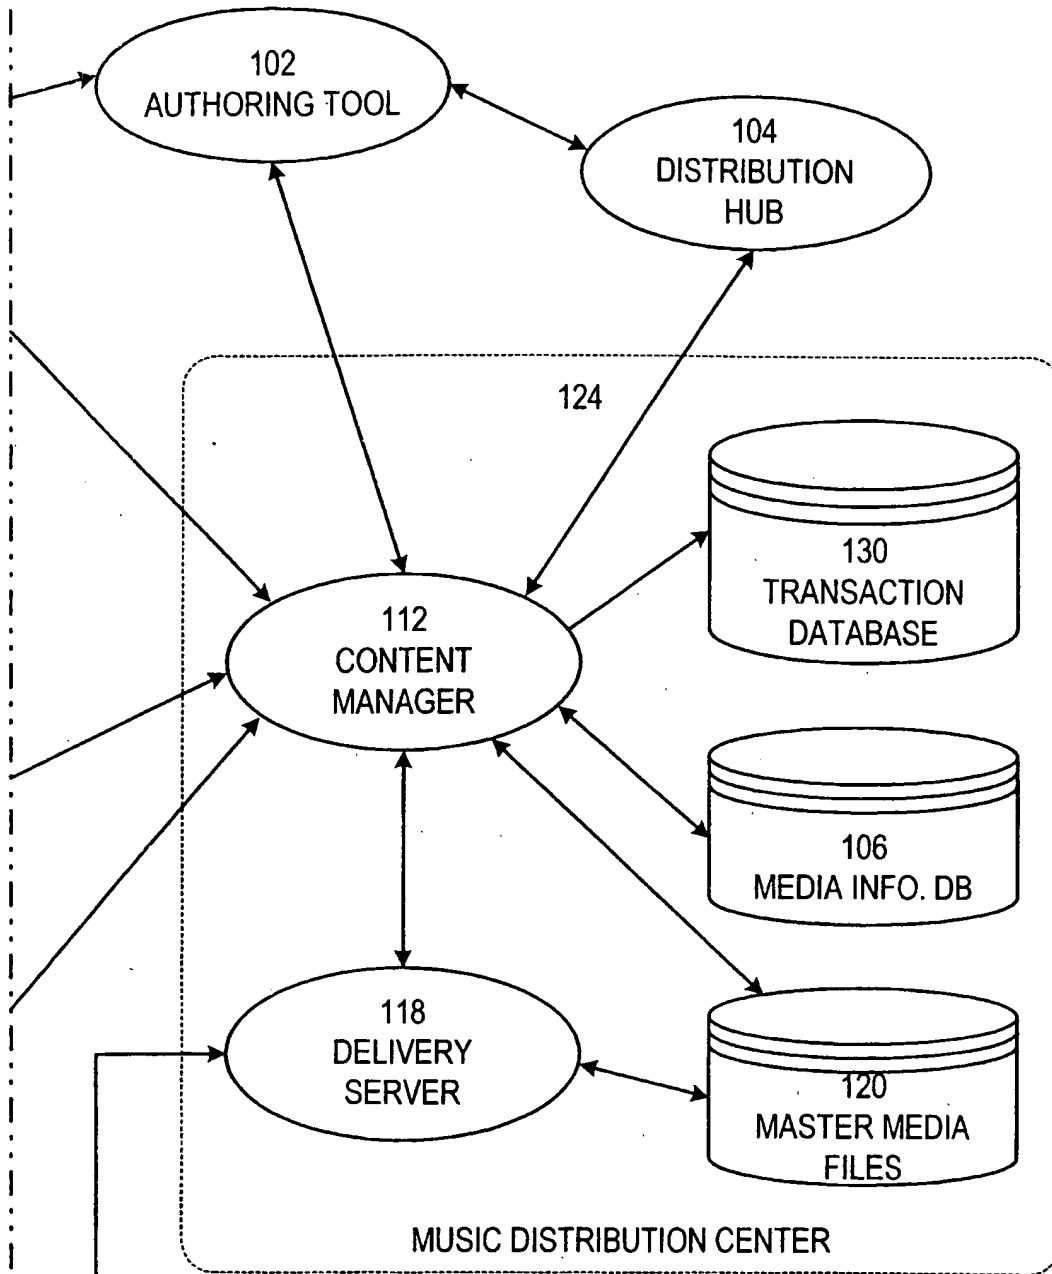 102
AUTHORING TOOL
104
DISTRIBUTION
HUB
124
130
TRANSACTION
DATABASE
112
CONTENT
MANAGER
106
MEDIA INFO. DB
118
DELIVERY
SERVER
120
MASTER MEDIA
FILES
MUSIC DISTRIBUTION CENTER